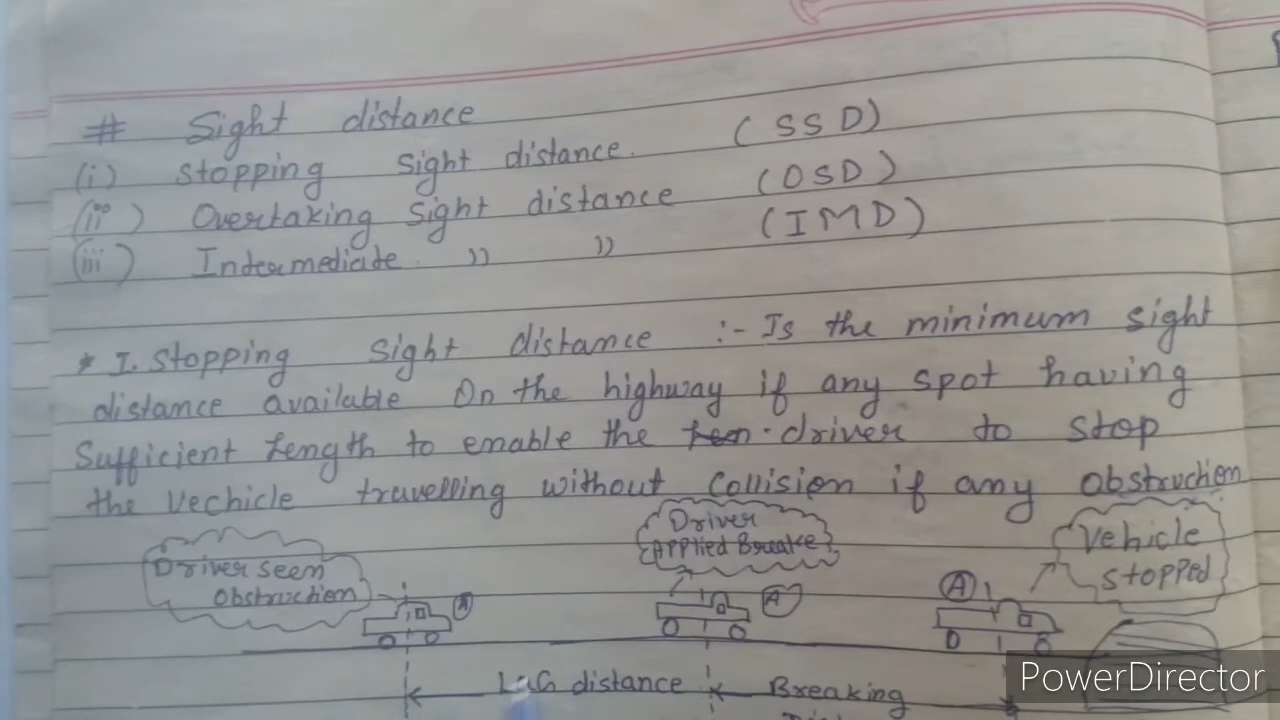 # Sight distance
(i) Stopping Sight distance. (SSD)
(ii) Overtaking Sight distance (OSD)
(iii) Intermediate. " " (IMD)
* I. Stopping Sight distance :- Is the minimum sight
distance available On the highway if any spot having
Sufficient Length to enable the driver to stop
the Vechicle travelling without Collision if any obstruction
Driver seen
obstruction
Driver
Applied Breake
Vehicle
stopped
A
A
A
LaG distance
Breaking
PowerDirector